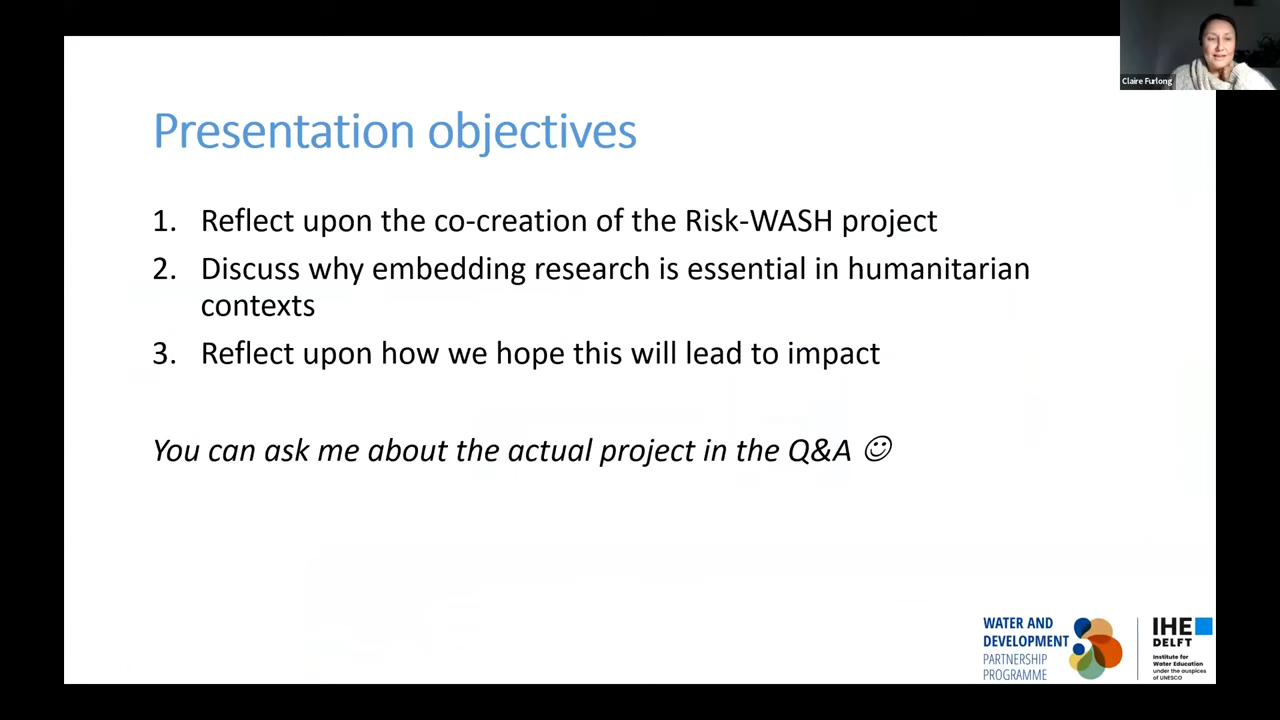 Claire Furlong
Presentation objectives
1. Reflect upon the co-creation of the Risk-WASH project
2. Discuss why embedding research is essential in humanitarian
contexts
3. Reflect upon how we hope this will lead to impact
You can ask me about the actual project in the Q&A ☺
WATER AND
DEVELOPMENT
PARTNERSHIP
PROGRAMME
IHE
DELFT
Institute for
Water Education
under the auspices
of UNESCO